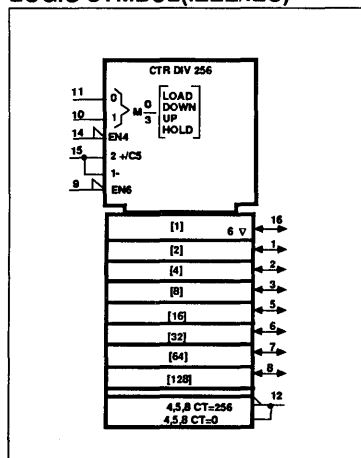 LOGIC SYMBOL(IEEE/IEC)
CTR DIV 256
11 0 0 LOAD
M DOWN
10 1 3 UP
HOLD
14 EN4
15 2 +/C5
1-
9 EN6
[1] 6 ▽ 16
[2] 1
[4] 2
[8] 3
[16] 5
[32] 6
[64] 7
[128] 8
12
4,5,8 CT=256
4,5,8 CT=0